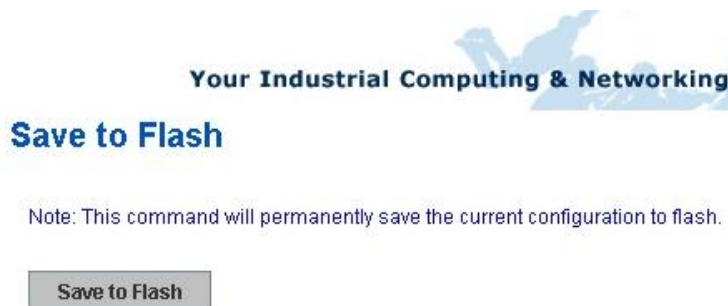 Your Industrial Computing & Networking
Save to Flash
Note: This command will permanently save the current configuration to flash.
Save to Flash